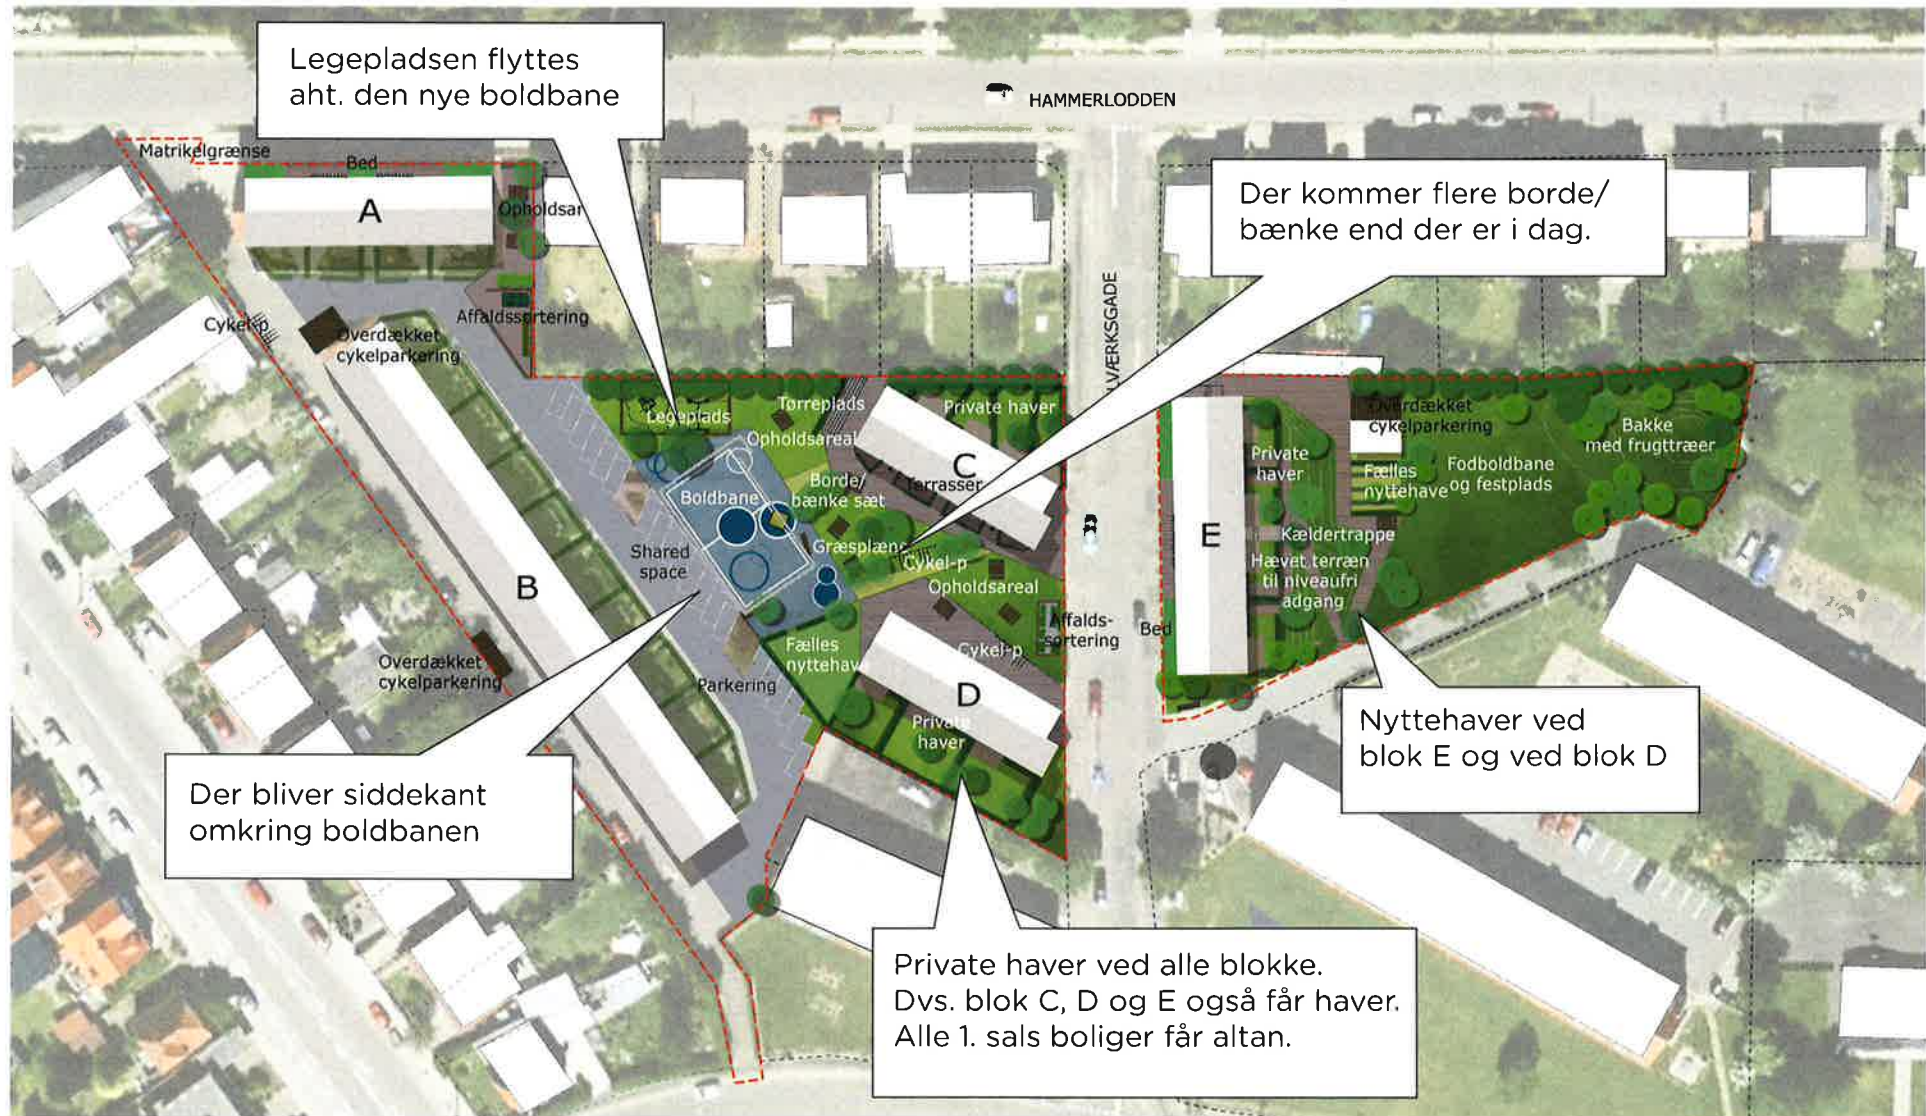 Legepladsen flyttes
aht. den nye boldbane
HAMMERLODDEN
Matrikelgrænse
Bed
A
Der kommer flere borde/
bænke end der er i dag.
Cykel-p
Overdækket
cykelparkering
Affaldssortering
Legeplads
Tørreplads
Private haver
Opholdsareal
C
Terrasser
Borde/
bænke sæt
Boldbane
Shared
space
Cykel-p
Opholdsareal
B
Overdækket
cykelparkering
Bakke
med frugttræer
Private
haver
Fælles
Fodboldbane
og festplads
E
Kældertrappe
Hævet terræn
til niveaufri
adgang
Affalds-
sortering
Bed
Fælles
Cykel-p
D
Parkering
Private
haver
Overdækket
cykelparkering
Der bliver siddekant
omkring boldbanen
Nyttehaver ved
blok E og ved blok D
Private haver ved alle blokke.
Dvs. blok C, D og E også får haver.
Alle 1. sals boliger får altan.